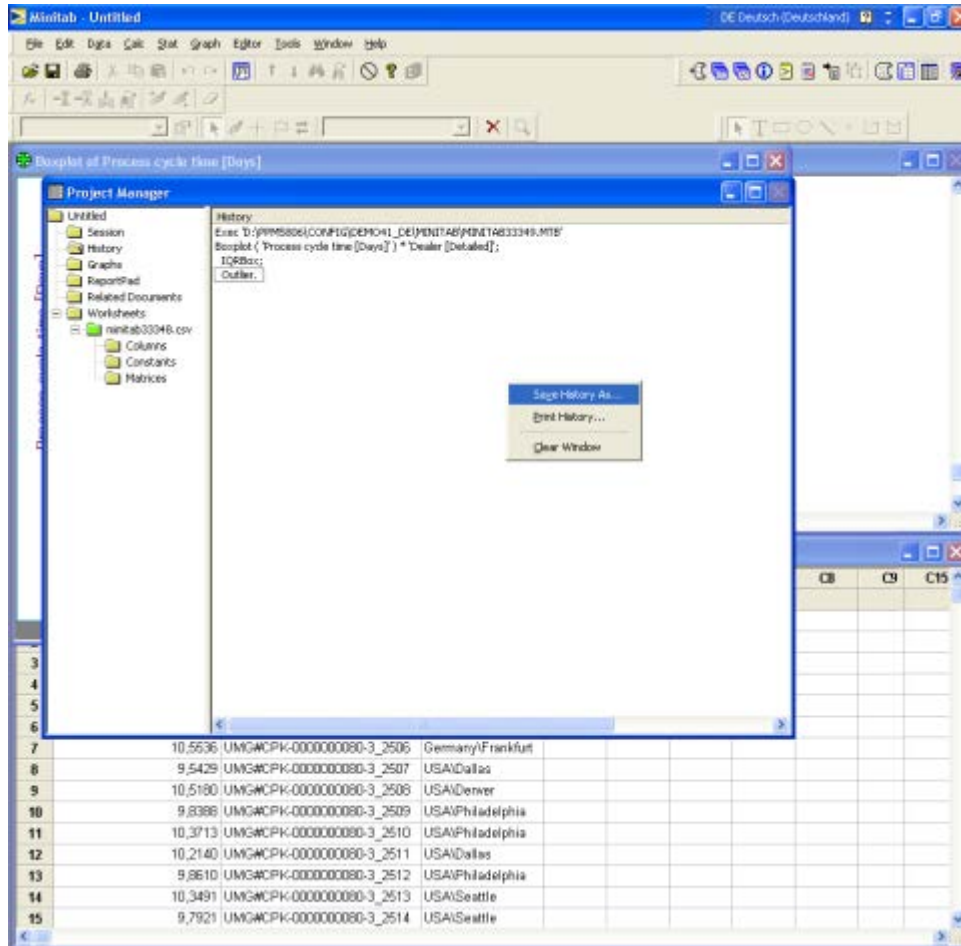 Minitab - Untitled
DE Deutsch (Deutschland)
File Edit Data Calc Stat Graph Editor Tools Window Help
Boxplot of Process cycle time [Days]
Project Manager
Untitled
Session
History
Graphs
ReportPad
Related Documents
Worksheets
minitab33348.csv
Columns
Constants
Matrices
History
Exec 'D:\PPM5806\CONFIG\DEMO41_DE\MINITAB\MINITAB33349.MTB'
Boxplot ( 'Process cycle time [Days]' ) * 'Dealer [Detailed]';
IQRBox;
Outlier.
Save History As...
Print History...
Clear Window
C8 C9 C15
3
4
5
6
7 10,5536 UMG#CPK-0000000080-3_2506 Germany\Frankfurt
8 9,5429 UMG#CPK-0000000080-3_2507 USA\Dallas
9 10,5180 UMG#CPK-0000000080-3_2508 USA\Denver
10 9,8388 UMG#CPK-0000000080-3_2509 USA\Philadelphia
11 10,3713 UMG#CPK-0000000080-3_2510 USA\Philadelphia
12 10,2140 UMG#CPK-0000000080-3_2511 USA\Dallas
13 9,8610 UMG#CPK-0000000080-3_2512 USA\Philadelphia
14 10,3491 UMG#CPK-0000000080-3_2513 USA\Seattle
15 9,7921 UMG#CPK-0000000080-3_2514 USA\Seattle